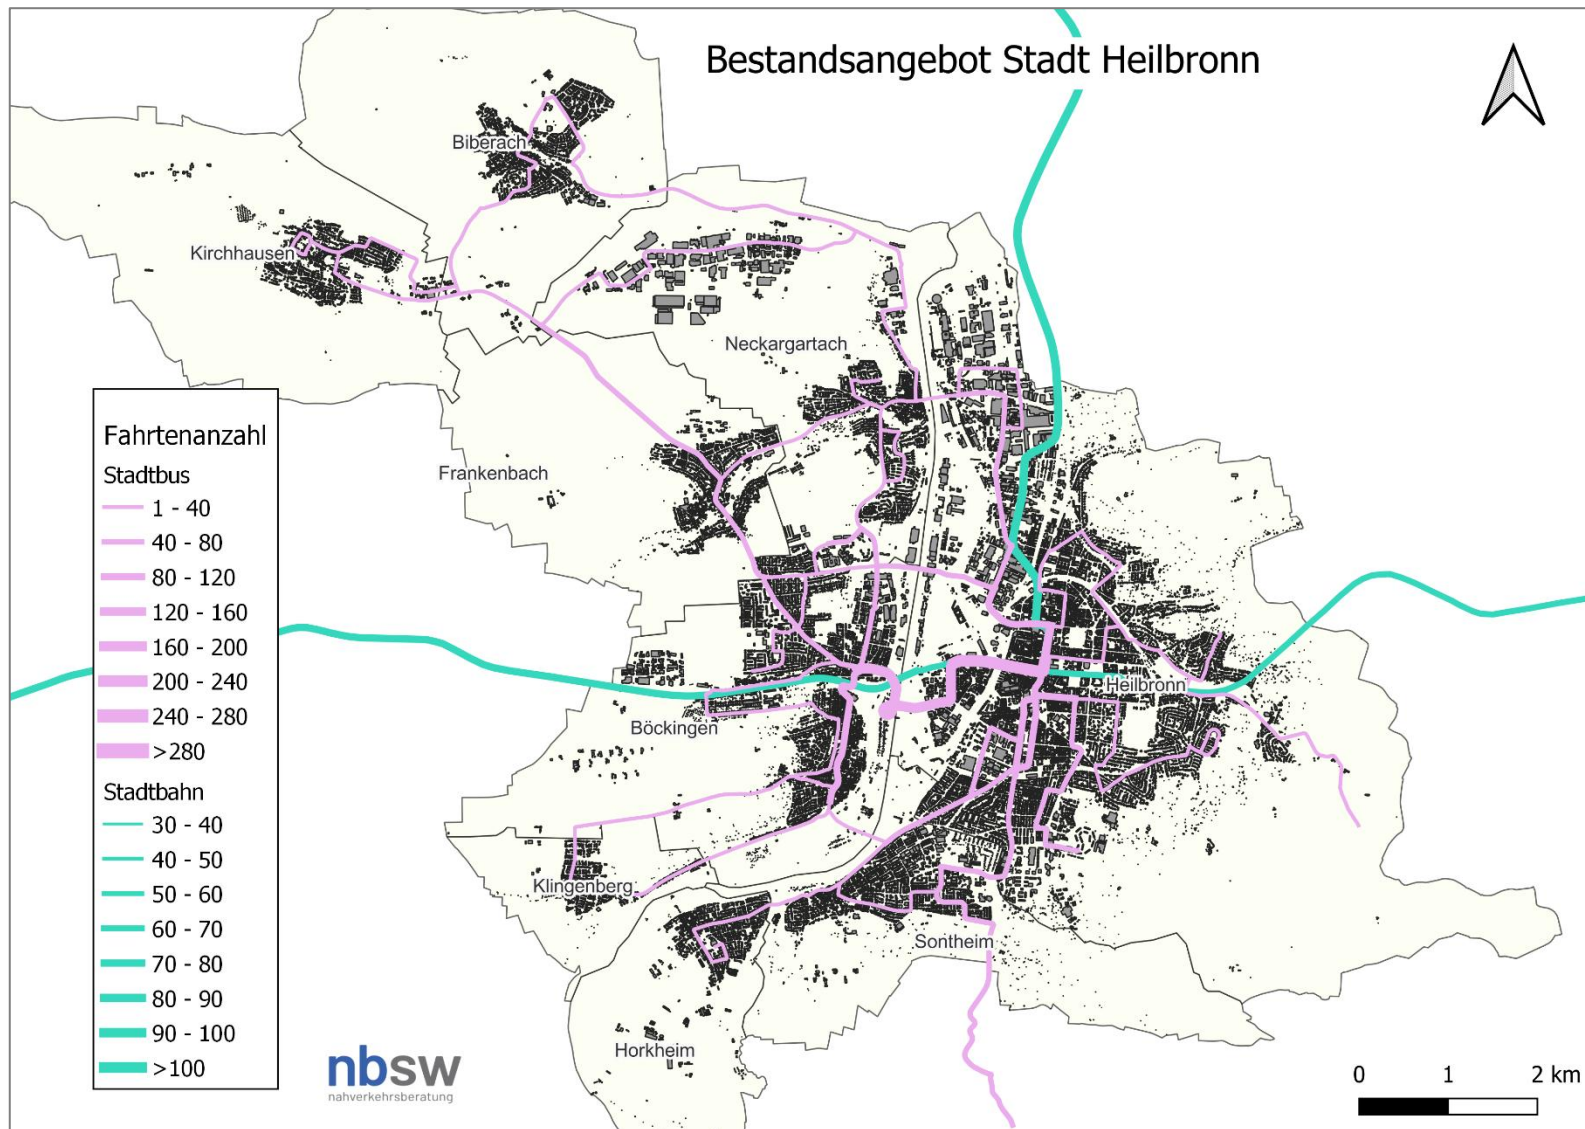 Bestandsangebot Stadt Heilbronn
Biberach
Kirchhausen
Neckargartach
Frankenbach
Heilbronn
Böckingen
Klingenberg
Sontheim
Horkheim
Fahrtenanzahl
Stadtbus
1 - 40
40 - 80
80 - 120
120 - 160
160 - 200
200 - 240
240 - 280
>280
Stadtbahn
30 - 40
40 - 50
50 - 60
60 - 70
70 - 80
80 - 90
90 - 100
>100
nbsw
nahverkehrsberatung
0 1 2 km